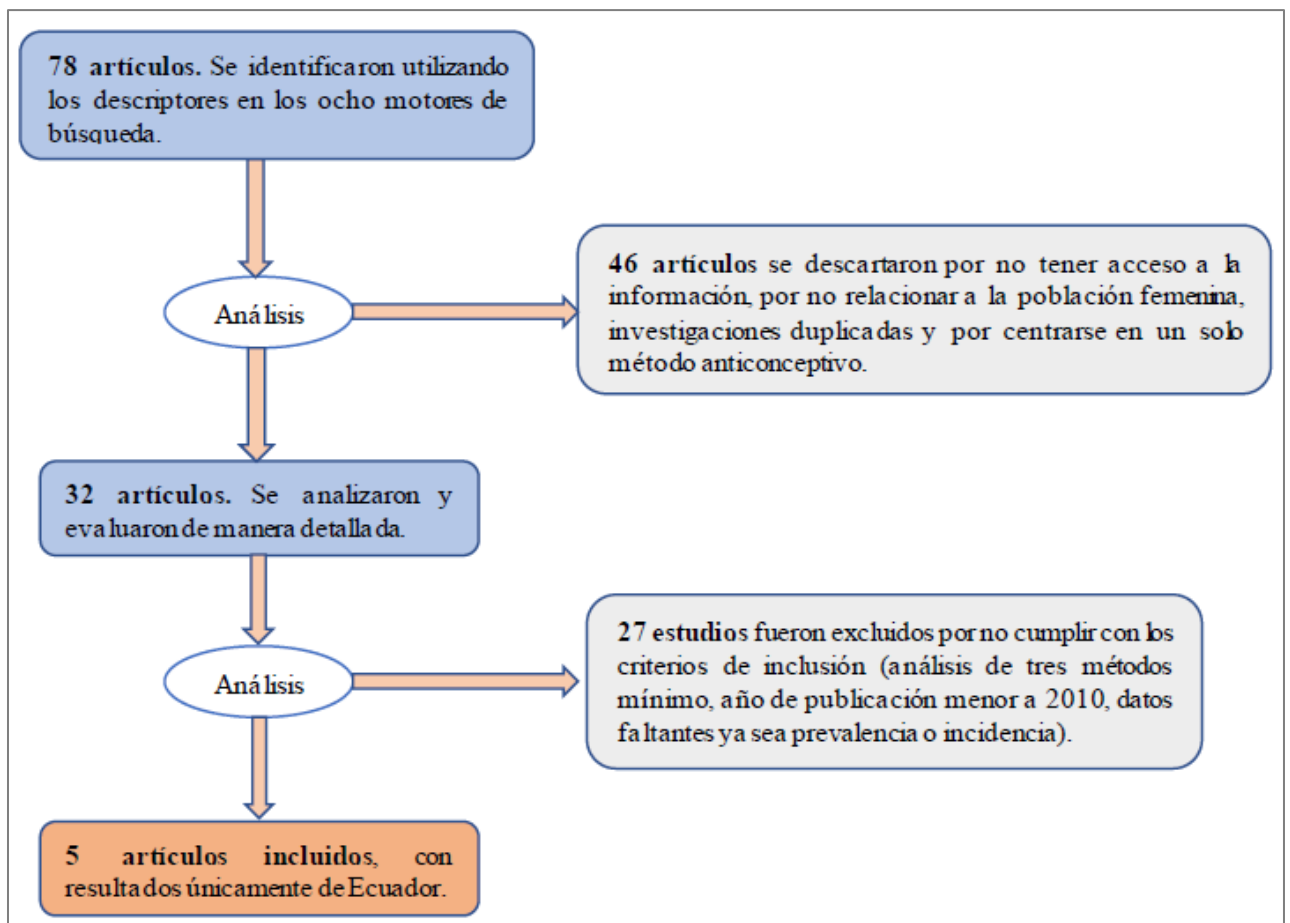 78 artículos. Se identificaron utilizando
los descriptores en los ocho motores de
búsqueda.
Análisis
46 artículos se descartaron por no tener acceso a la
información, por no relacionar a la población femenina,
investigaciones duplicadas y por centrarse en un solo
método anticonceptivo.
32 artículos. Se analizaron y
evaluaron de manera detallada.
Análisis
27 estudios fueron excluidos por no cumplir con los
criterios de inclusión (análisis de tres métodos
mínimo, año de publicación menor a 2010, datos
faltantes ya sea prevalencia o incidencia).
5 artículos incluidos, con
resultados únicamente de Ecuador.